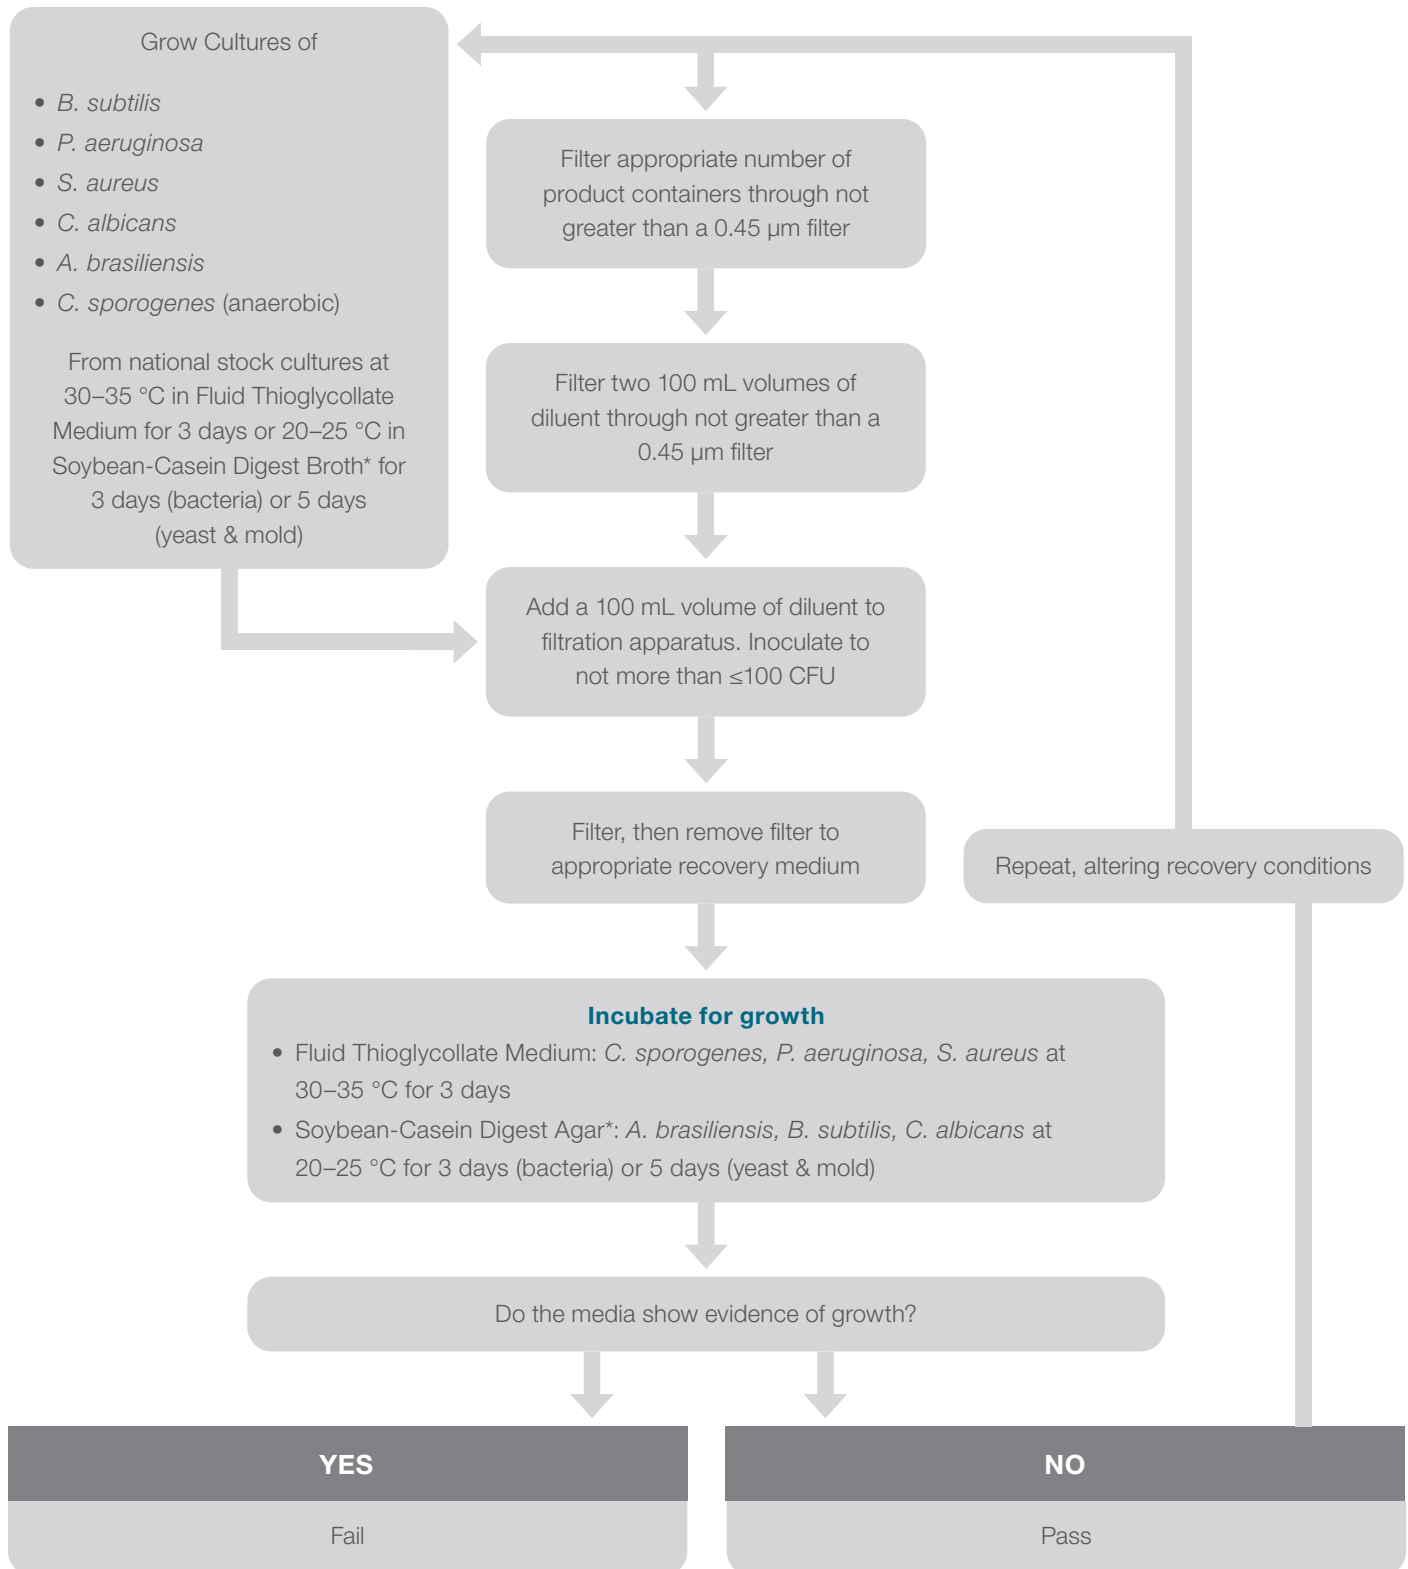 Grow Cultures of
• B. subtilis
• P. aeruginosa
• S. aureus
• C. albicans
• A. brasiliensis
• C. sporogenes (anaerobic)
From national stock cultures at
30–35 °C in Fluid Thioglycollate
Medium for 3 days or 20–25 °C in
Soybean-Casein Digest Broth* for
3 days (bacteria) or 5 days
(yeast & mold)
Filter appropriate number of
product containers through not
greater than a 0.45 µm filter
Filter two 100 mL volumes of
diluent through not greater than a
0.45 µm filter
Add a 100 mL volume of diluent to
filtration apparatus. Inoculate to
not more than ≤100 CFU
Filter, then remove filter to
appropriate recovery medium
Repeat, altering recovery conditions
Incubate for growth
• Fluid Thioglycollate Medium: C. sporogenes, P. aeruginosa, S. aureus at
30–35 °C for 3 days
• Soybean-Casein Digest Agar*: A. brasiliensis, B. subtilis, C. albicans at
20–25 °C for 3 days (bacteria) or 5 days (yeast & mold)
Do the media show evidence of growth?
YES
Fail
NO
Pass